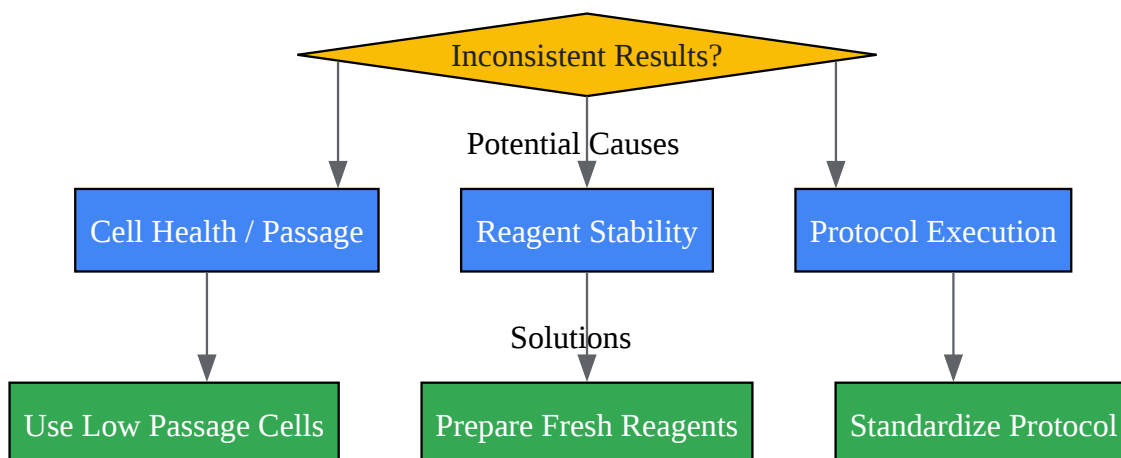 Inconsistent Results?
Potential Causes
Cell Health / Passage
Reagent Stability
Protocol Execution
Solutions
Use Low Passage Cells
Prepare Fresh Reagents
Standardize Protocol